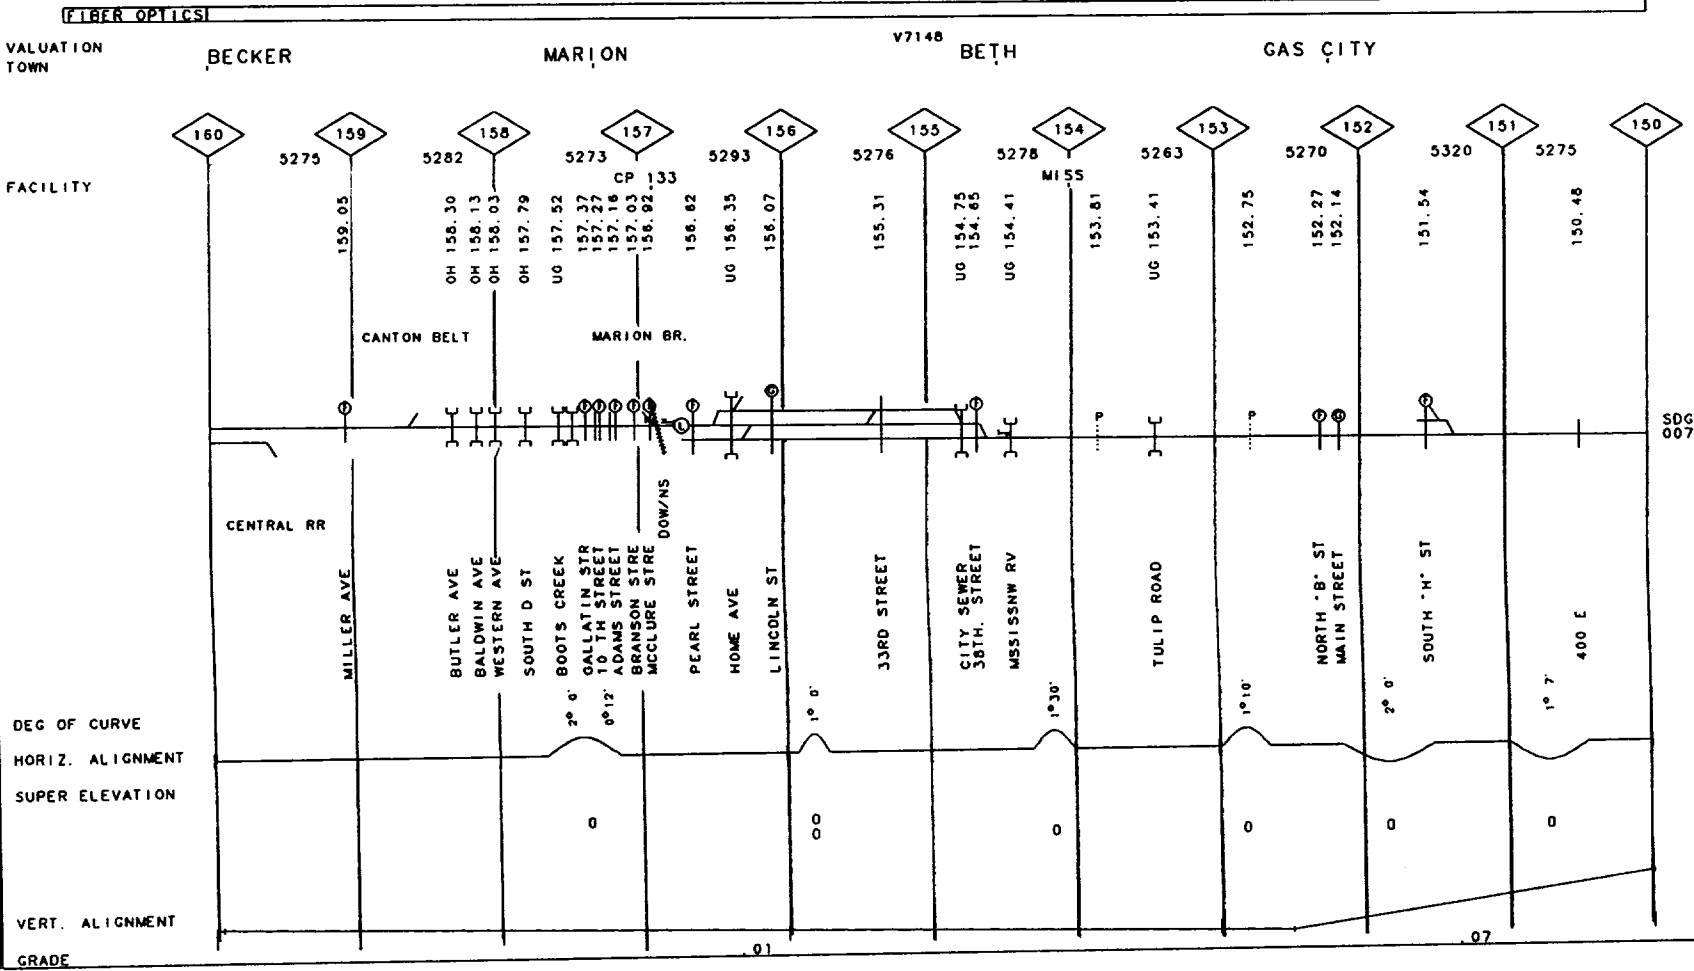 FIBER OPTICS
VALUATION V7148
TOWN BECKER MARION BETH GAS CITY
160 159 158 157 156 155 154 153 152 151 150
5275 5282 5273 5293 5276 5278 5263 5270 5320 5275
CP 133 MISS
FACILITY
159.05
OH 158.30
OH 158.13
OH 158.03
OH 157.79
UG 157.52
157.37
157.27
157.16
157.03
156.92
156.62
UG 156.35
156.07
155.31
UG 154.75
154.65
UG 154.41
153.81
UG 153.41
152.75
152.27
152.14
151.54
150.48
CANTON BELT MARION BR.
F F F F F F L F G F P P F G F
SDG
007
CENTRAL RR
DOW/NS
MILLER AVE
BUTLER AVE
BALDWIN AVE
WESTERN AVE
SOUTH D ST
BOOTS CREEK
GALLATIN STR
10 TH STREET
ADAMS STREET
BRANSON STRE
MCCLURE STRE
PEARL STREET
HOME AVE
LINCOLN ST
33RD STREET
CITY SEWER
38TH. STREET
MSSISSNW RV
TULIP ROAD
NORTH "B" ST
MAIN STREET
SOUTH "H" ST
400 E
DEG OF CURVE 2° 0' 0°12' 1° 0' 1°30' 1°10' 2° 0' 1° 7'
HORIZ. ALIGNMENT
SUPER ELEVATION
0 0 0 0 0 0
0
VERT. ALIGNMENT
GRADE .01 .07